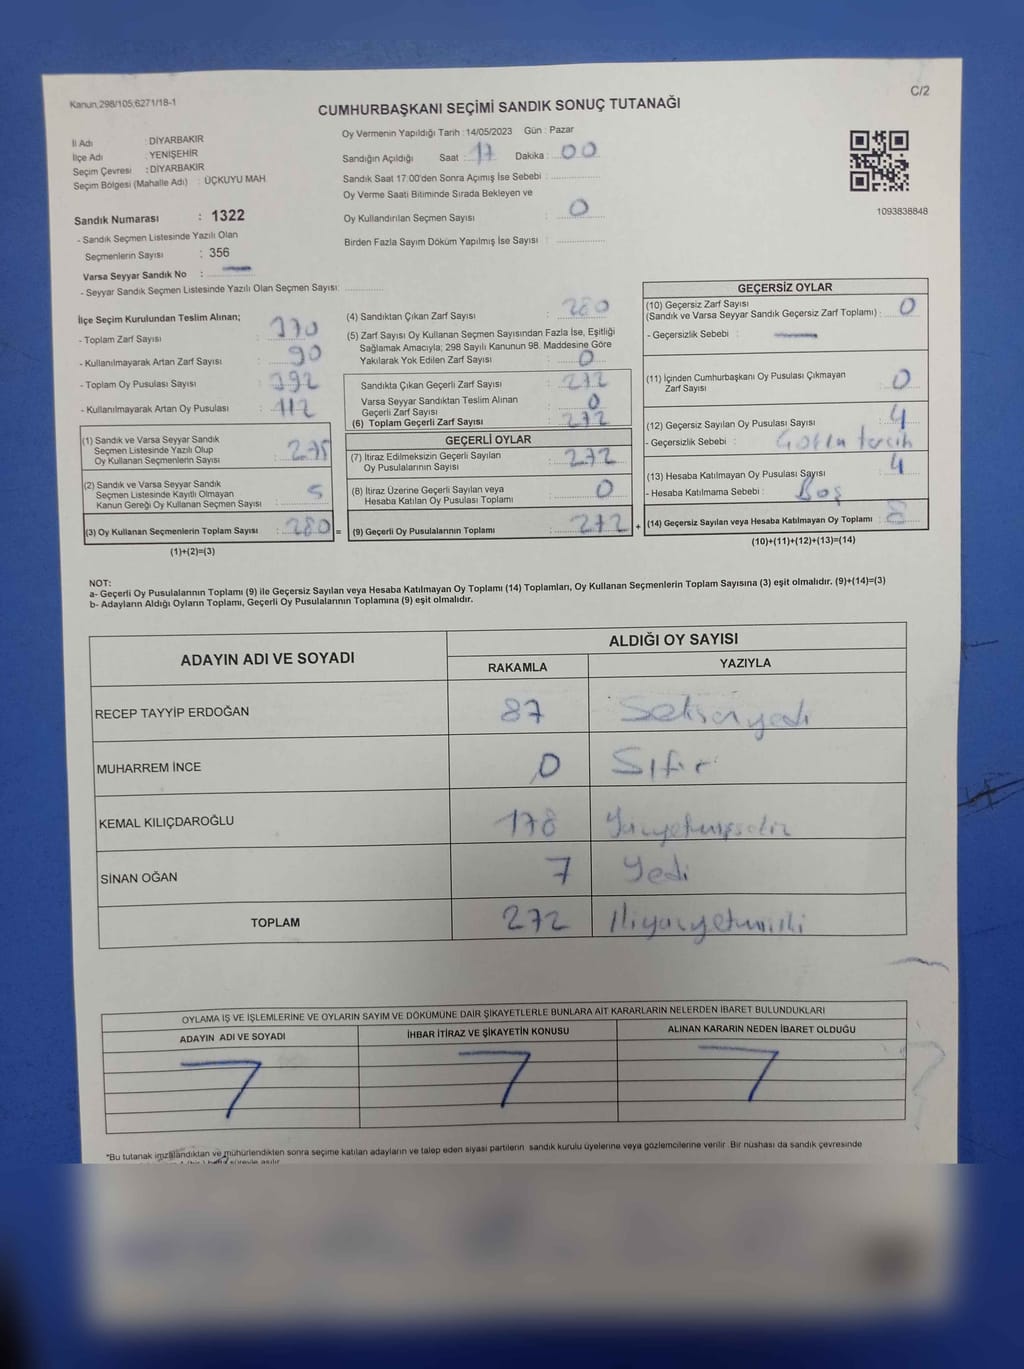 Kanun,298/105,6271/18-1
C/2
CUMHURBAŞKANI SEÇİMİ SANDIK SONUÇ TUTANAĞI
İl Adı : DİYARBAKIR
İlçe Adı : YENİŞEHİR
Seçim Çevresi : DİYARBAKIR
Seçim Bölgesi (Mahalle Adı) : ÜÇKUYU MAH
Sandık Numarası : 1322
- Sandık Seçmen Listesinde Yazılı Olan
Seçmenlerin Sayısı : 356
Varsa Seyyar Sandık No :
- Seyyar Sandık Seçmen Listesinde Yazılı Olan Seçmen Sayısı:
Oy Vermenin Yapıldığı Tarih :14/05/2023 Gün : Pazar
Sandığın Açıldığı Saat : 17 Dakika : 00
Sandık Saat 17:00'den Sonra Açımış İse Sebebi :
Oy Verme Saati Bitiminde Sırada Bekleyen ve
Oy Kullandırılan Seçmen Sayısı : 0
Birden Fazla Sayım Döküm Yapılmış İse Sayısı :
1093838848
İlçe Seçim Kurulundan Teslim Alınan;
- Toplam Zarf Sayısı : 370
- Kullanılmayarak Artan Zarf Sayısı : 90
- Toplam Oy Pusulası Sayısı : 392
- Kullanılmayarak Artan Oy Pusulası : 112
(1) Sandık ve Varsa Seyyar Sandık
Seçmen Listesinde Yazılı Olup
Oy Kullanan Seçmenlerin Sayısı : 275
(2) Sandık ve Varsa Seyyar Sandık
Seçmen Listesinde Kayıtlı Olmayan
Kanun Gereği Oy Kullanan Seçmen Sayısı : 5
(3) Oy Kullanan Seçmenlerin Toplam Sayısı : 280 =
(1)+(2)=(3)
(4) Sandıktan Çıkan Zarf Sayısı : 280
(5) Zarf Sayısı Oy Kullanan Seçmen Sayısından Fazla İse, Eşitliği
Sağlamak Amacıyla; 298 Sayılı Kanunun 98. Maddesine Göre
Yakılarak Yok Edilen Zarf Sayısı : 0
Sandıkta Çıkan Geçerli Zarf Sayısı : 272
Varsa Seyyar Sandıktan Teslim Alınan
Geçerli Zarf Sayısı : 0
(6) Toplam Geçerli Zarf Sayısı : 272
GEÇERLİ OYLAR
(7) İtiraz Edilmeksizin Geçerli Sayılan
Oy Pusulalarının Sayısı : 272
(8) İtiraz Üzerine Geçerli Sayılan veya
Hesaba Katılan Oy Pusulası Toplamı : 0
(9) Geçerli Oy Pusulalarının Toplamı : 272 +
GEÇERSİZ OYLAR
(10) Geçersiz Zarf Sayısı
(Sandık ve Varsa Seyyar Sandık Geçersiz Zarf Toplamı) : 0
- Geçersizlik Sebebi :
(11) İçinden Cumhurbaşkanı Oy Pusulası Çıkmayan
Zarf Sayısı : 0
(12) Geçersiz Sayılan Oy Pusulası Sayısı : 4
- Geçersizlik Sebebi : tercih
(13) Hesaba Katılmayan Oy Pusulası Sayısı : 4
- Hesaba Katılmama Sebebi : Boş
(14) Geçersiz Sayılan veya Hesaba Katılmayan Oy Toplamı : 8
(10)+(11)+(12)+(13)=(14)
NOT:
a- Geçerli Oy Pusulalarının Toplamı (9) ile Geçersiz Sayılan veya Hesaba Katılmayan Oy Toplamı (14) Toplamları, Oy Kullanan Seçmenlerin Toplam Sayısına (3) eşit olmalıdır. (9)+(14)=(3)
b- Adayların Aldığı Oyların Toplamı, Geçerli Oy Pusulalarının Toplamına (9) eşit olmalıdır.
ADAYIN ADI VE SOYADI
ALDIĞI OY SAYISI
RAKAMLA YAZIYLA
RECEP TAYYİP ERDOĞAN 87 Seksenyedi
MUHARREM İNCE 0 Sıfır
KEMAL KILIÇDAROĞLU 178 Yüzyetmişsekiz
SİNAN OĞAN 7 Yedi
TOPLAM 272 İkiyüzyetmişiki
OYLAMA İŞ VE İŞLEMLERİNE VE OYLARIN SAYIM VE DÖKÜMÜNE DAİR ŞİKAYETLERLE BUNLARA AİT KARARLARIN NELERDEN İBARET BULUNDUKLARI
ADAYIN ADI VE SOYADI İHBAR İTİRAZ VE ŞİKAYETİN KONUSU ALINAN KARARIN NEDEN İBARET OLDUĞU
*Bu tutanak imzalandıktan ve mühürlendikten sonra seçime katılan adayların ve talep eden siyasi partilerin sandık kurulu üyelerine veya gözlemcilerine verilir. Bir nüshası da sandık çevresinde